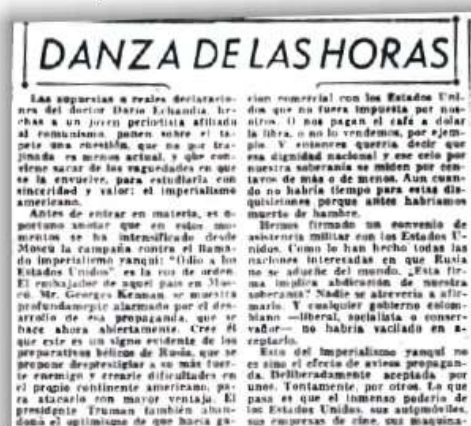 DANZA DE LAS HORAS
Las supuestas o reales declaracio-
nes del doctor Darío Echandía, he-
chas a un joven periodista afiliado
al comunismo, ponen sobre el ta-
pete una cuestión, que no por tra-
jinada es menos actual, y que con-
viene sacar de las vaguedades en que
se la envuelve, para estudiarla con
sinceridad y valor: el imperialismo
americano.
Antes de entrar en materia, es o-
portuno anotar que en estos mo-
mentos se ha intensificado desde
Moscú la campaña contra el llama-
do imperialismo yanqui: "Odio a los
Estados Unidos", es la voz de orden.
El embajador de aquel país en Mos-
cú, Mr. Georges Kennan, se muestra
profundamente alarmado por el des-
arrollo de esa propaganda, que se
hace ahora abiertamente. Cree él
que este es un signo evidente de los
preparativos bélicos de Rusia, que se
propone desprestigiar a su más fuer-
te enemigo y crearle dificultades en
el propio continente americano, pa-
ra atacarlo con mayor ventaja. El
presidente Truman también aban-
donó el optimismo de que hacía ga-
cion comercial con los Estados Uni-
dos que no fuera impuesta por nos-
otros. O nos pagan el café a dolar
la libra, o no lo vendemos, por ejem-
plo. Y entonces querría decir que
esa dignidad nacional y ese celo por
nuestra soberanía se miden por cen-
tavos de más o de menos. Aun cuan-
do no habría tiempo para estas dis-
quisiciones porque antes habríamos
muerto de hambre.
Hemos firmado un convenio de
asistencia militar con los Estados U-
nidos. Como lo han hecho todas las
naciones interesadas en que Rusia
no se adueñe del mundo. ¿Esta fir-
ma implica abdicación de nuestra
soberanía? Nadie se atrevería a afir-
marlo. Y cualquier gobierno colom-
biano —liberal, socialista o conser-
vador— no habría vacilado en a-
ceptarlo.
Esto del imperialismo yanqui no
es sino el efecto de aviesa propagan-
da. Deliberadamente aceptada por
unos. Tontamente, por otros. Lo que
pasa es que el inmenso poderío de
los Estados Unidos, sus automóviles,
sus empresas de cine, sus maquina-